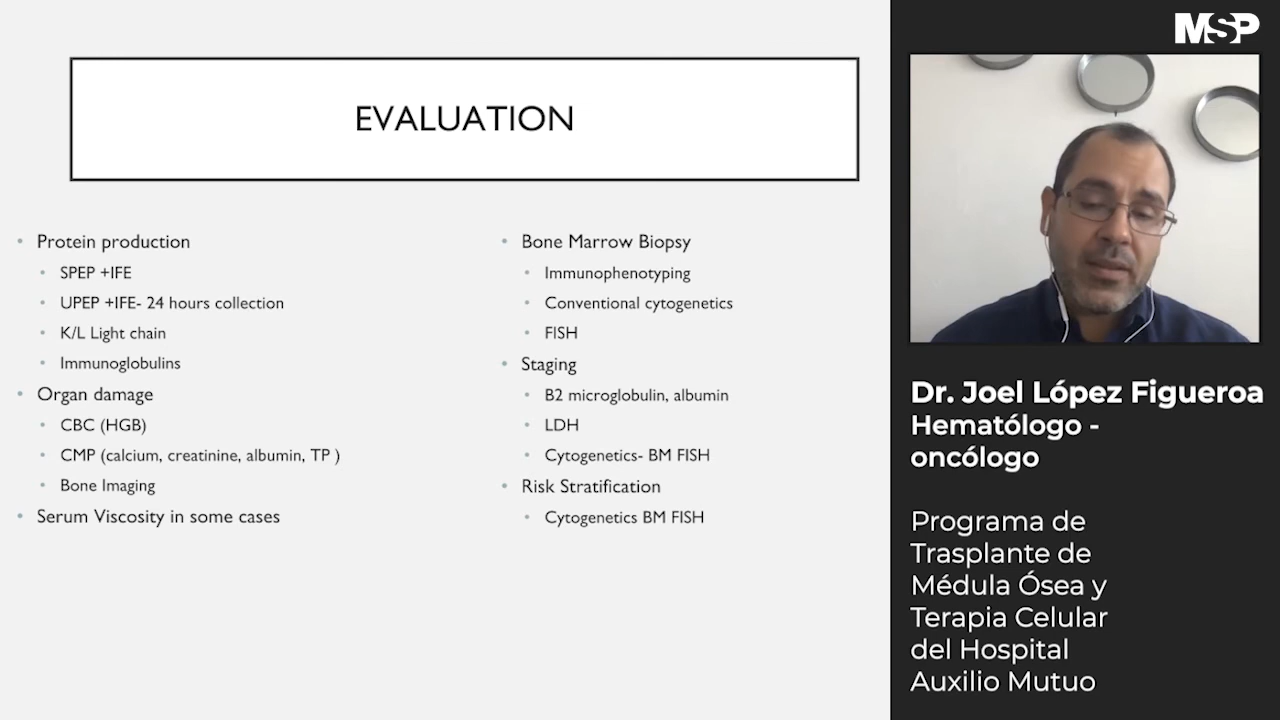 EVALUATION
• Protein production
• SPEP +IFE
• UPEP +IFE- 24 hours collection
• K/L Light chain
• Immunoglobulins
• Organ damage
• CBC (HGB)
• CMP (calcium, creatinine, albumin, TP )
• Bone Imaging
• Serum Viscosity in some cases
• Bone Marrow Biopsy
• Immunophenotyping
• Conventional cytogenetics
• FISH
• Staging
• B2 microglobulin, albumin
• LDH
• Cytogenetics- BM FISH
• Risk Stratification
• Cytogenetics BM FISH
MSP
Dr. Joel López Figueroa
Hematólogo -
oncólogo
Programa de
Trasplante de
Médula Ósea y
Terapia Celular
del Hospital
Auxilio Mutuo